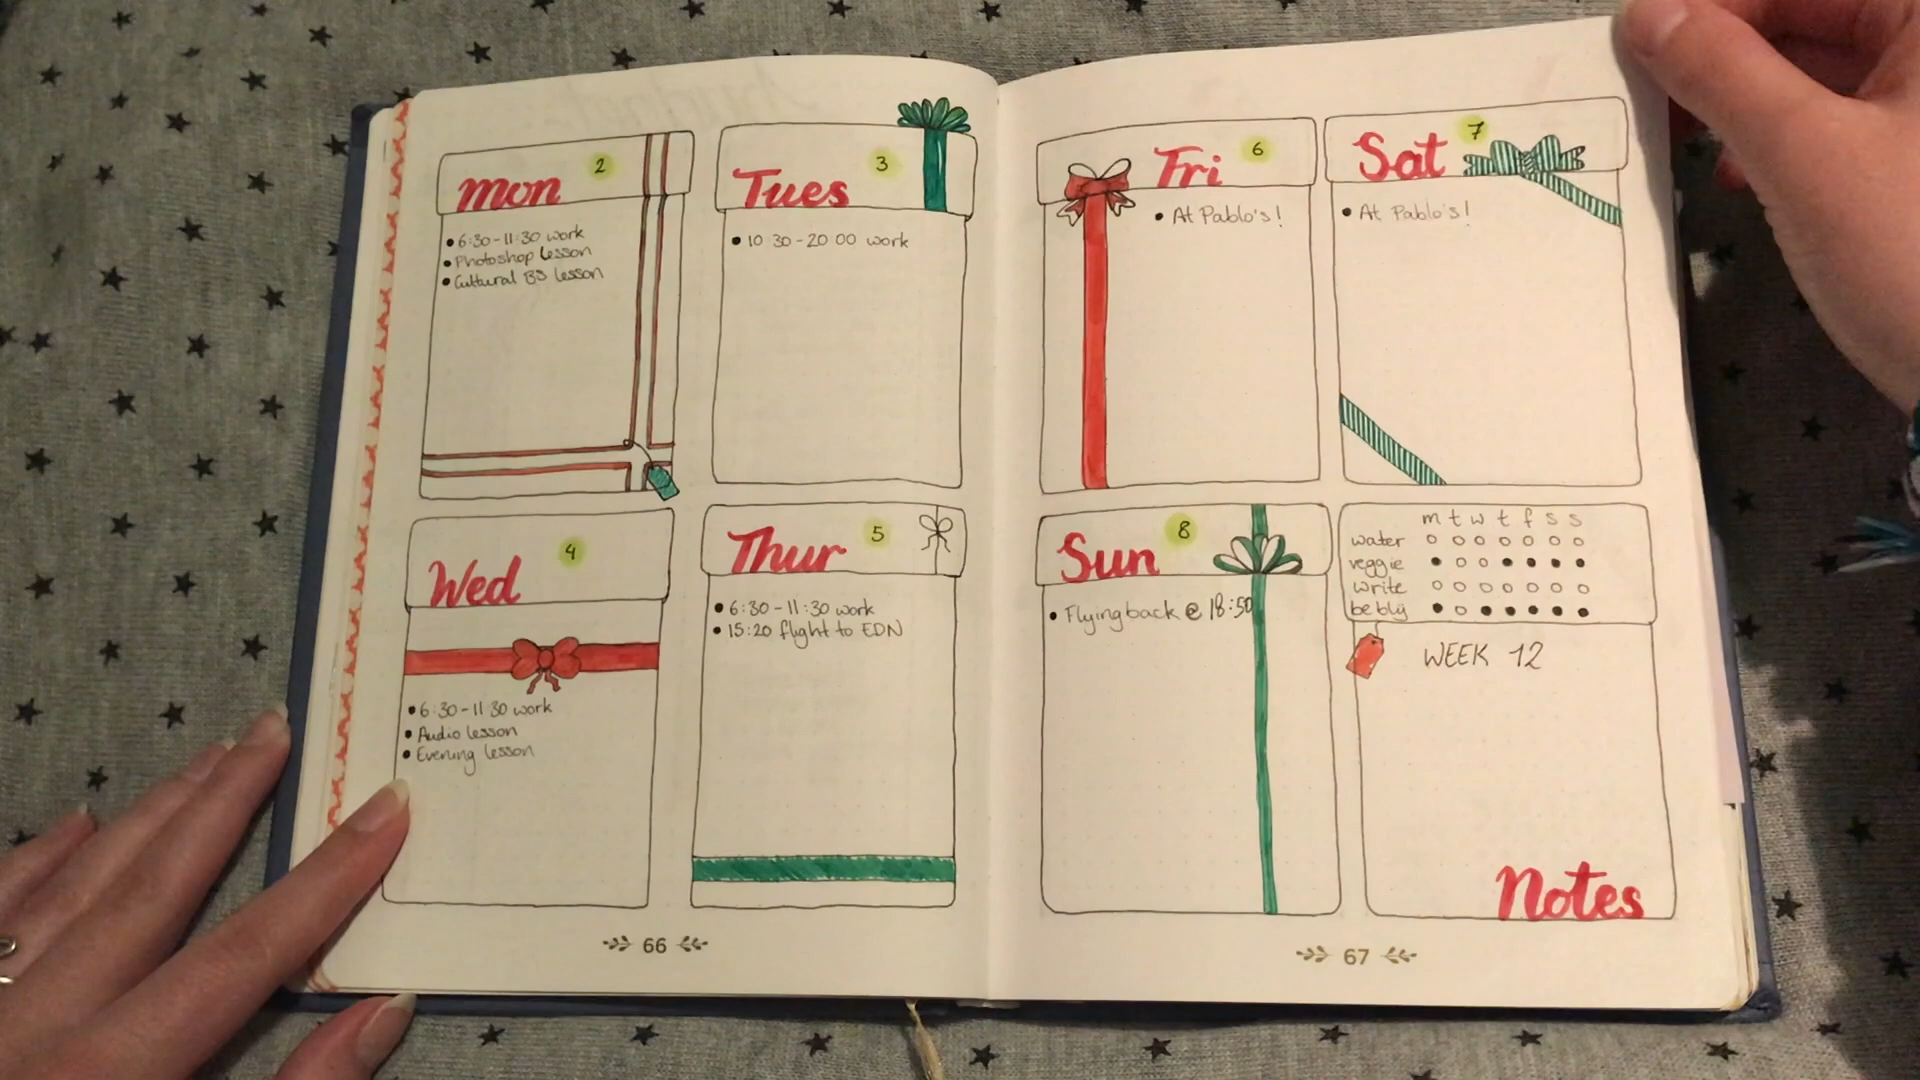 Mon 2
• 6:30-11:30 work
• Photoshop lesson
• Cultural B3 lesson
Tues 3
• 10 30-20 00 work
Wed 4
• 6:30-11 30 work
• Audio lesson
• Evening lesson
Thur 5
• 6:30-11:30 work
• 15:20 flight to EDN
66
Fri 6
• At Pablo's!
Sat 7
• At Pablo's!
Sun 8
• Flying back @ 18:50
m t w t f s s
water
veggie
write
WEEK 12
Notes
67